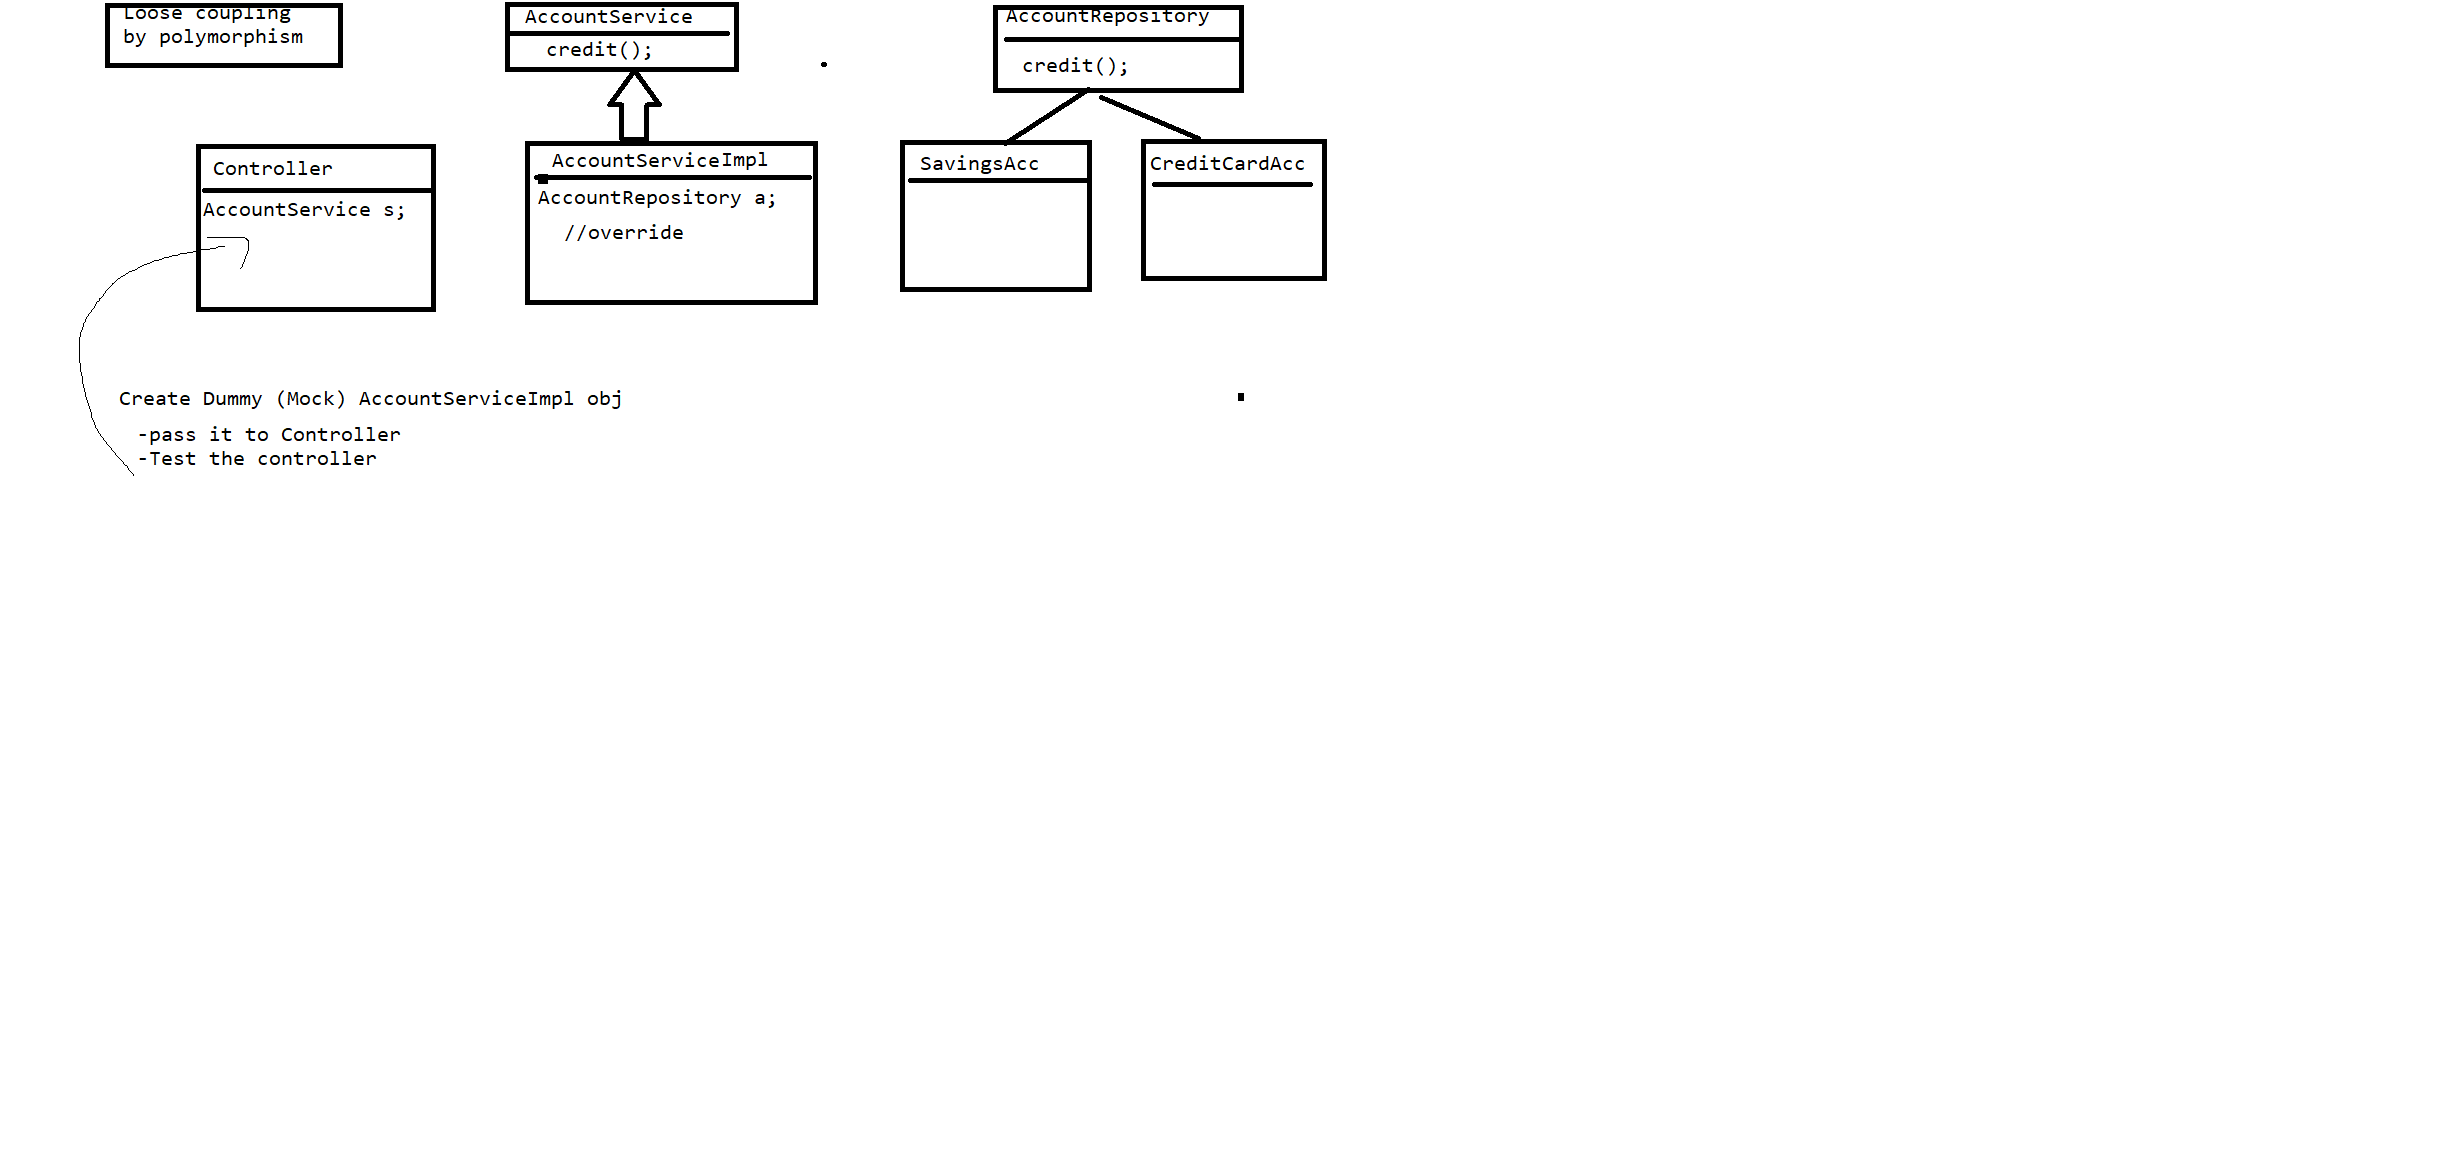 Loose coupling
by polymorphism
AccountService
credit();
AccountRepository
credit();
Controller
AccountService s;
AccountServiceImpl
AccountRepository a;
//override
SavingsAcc
CreditCardAcc
Create Dummy (Mock) AccountServiceImpl obj
-pass it to Controller
-Test the controller